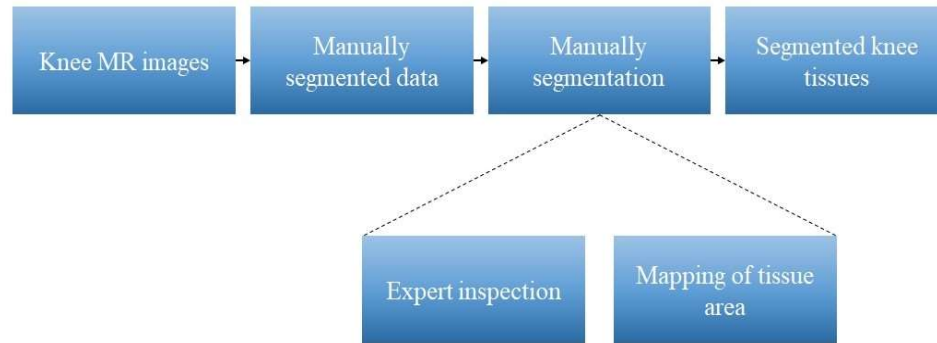 Knee MR images
Manually
segmented data
Manually
segmentation
Segmented knee
tissues
Expert inspection
Mapping of tissue
area